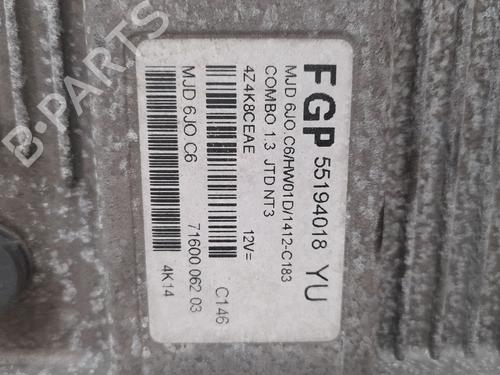 FGP 55194018 YU
MJD 6JO.C6/HW01D/1412-C183
COMBO 1.3 JTD NT3
4Z4K8CEAE 12V= C146
MJD 6JO C6 71600.062.03
4K14
B-PARTS